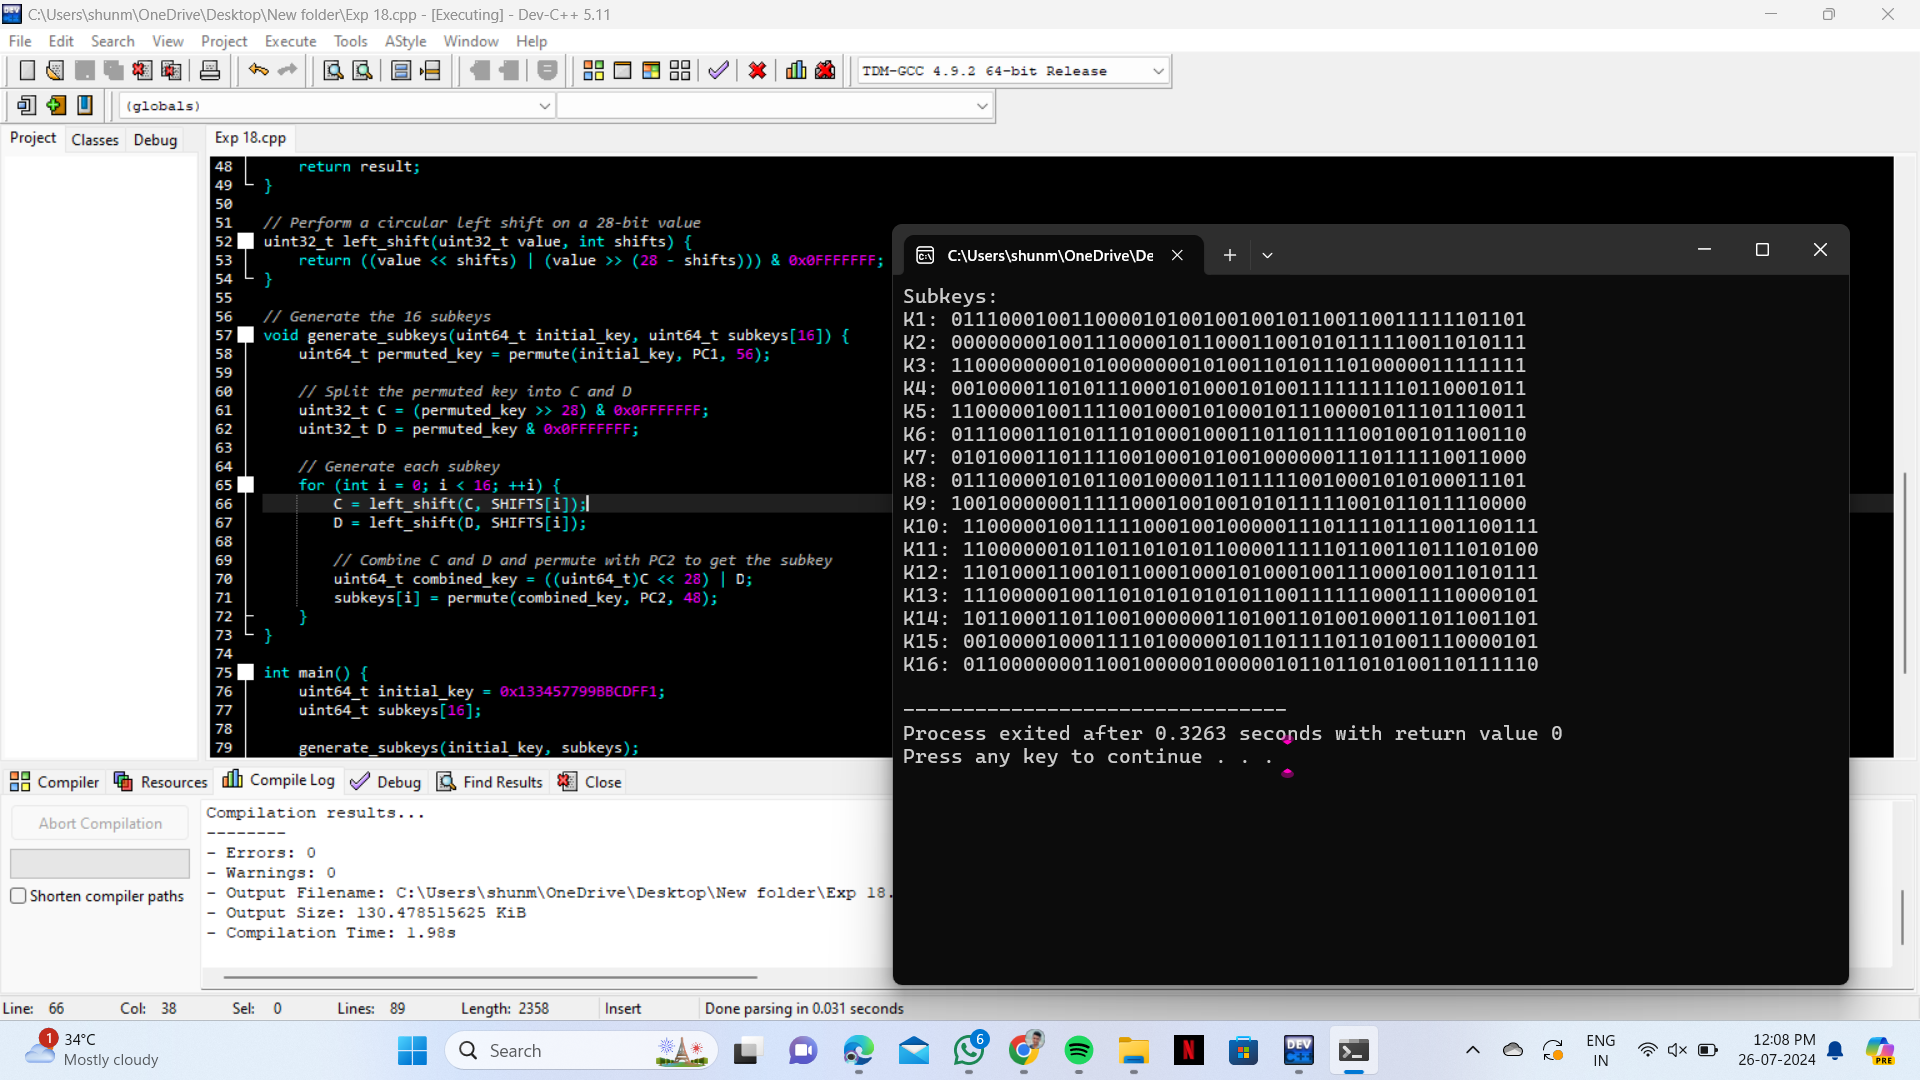 C:\Users\shunm\OneDrive\Desktop\New folder\Exp 18.cpp - [Executing] - Dev-C++ 5.11
File Edit Search View Project Execute Tools AStyle Window Help
TDM-GCC 4.9.2 64-bit Release
(globals)
Project Classes Debug
Exp 18.cpp
48 return result;
49 }
50
51 // Perform a circular left shift on a 28-bit value
52 uint32_t left_shift(uint32_t value, int shifts) {
53 return ((value << shifts) | (value >> (28 - shifts))) & 0x0FFFFFFF;
54 }
55
56 // Generate the 16 subkeys
57 void generate_subkeys(uint64_t initial_key, uint64_t subkeys[16]) {
58 uint64_t permuted_key = permute(initial_key, PC1, 56);
59
60 // Split the permuted key into C and D
61 uint32_t C = (permuted_key >> 28) & 0x0FFFFFFF;
62 uint32_t D = permuted_key & 0x0FFFFFFF;
63
64 // Generate each subkey
65 for (int i = 0; i < 16; ++i) {
66 C = left_shift(C, SHIFTS[i]);
67 D = left_shift(D, SHIFTS[i]);
68
69 // Combine C and D and permute with PC2 to get the subkey
70 uint64_t combined_key = ((uint64_t)C << 28) | D;
71 subkeys[i] = permute(combined_key, PC2, 48);
72 }
73 }
74
75 int main() {
76 uint64_t initial_key = 0x133457799BBCDFF1;
77 uint64_t subkeys[16];
78
79 generate_subkeys(initial_key, subkeys);
C:\Users\shunm\OneDrive\De
Subkeys:
K1: 011100010011000010100100100101100110011111101101
K2: 000000001001110000101100011001010111110011010111
K3: 110000000010100000001010011010111010000011111111
K4: 001000011010111000101000101001111111110110001011
K5: 110000010011110010001010001011100001011101110011
K6: 011100011010111010001000110110111100100101100110
K7: 010100011011110010001010010000001110111110011000
K8: 011100001010110010000110111110010001010100011101
K9: 100100000011111000100100101011111001011011110000
K10: 110000010011111000100100000111011110111001100111
K11: 110000001011011010101100001111101100110111010100
K12: 110100011001011000100010100010011100010011010111
K13: 111000001001101010101010110011111100011110000101
K14: 101100011011001000000110100110100100011011001101
K15: 001000010001111010000010110111101101001110000101
K16: 011000000011001000001000001011011010100110111110
--------------------------------
Process exited after 0.3263 seconds with return value 0
Press any key to continue . . .
Compiler Resources Compile Log Debug Find Results Close
Abort Compilation
Shorten compiler paths
Compilation results...
--------
- Errors: 0
- Warnings: 0
- Output Filename: C:\Users\shunm\OneDrive\Desktop\New folder\Exp 18.
- Output Size: 130.478515625 KiB
- Compilation Time: 1.98s
Line: 66 Col: 38 Sel: 0 Lines: 89 Length: 2358 Insert Done parsing in 0.031 seconds
1
34°C
Mostly cloudy
Search
6
DEV
ENG
IN
12:08 PM
26-07-2024
PRE